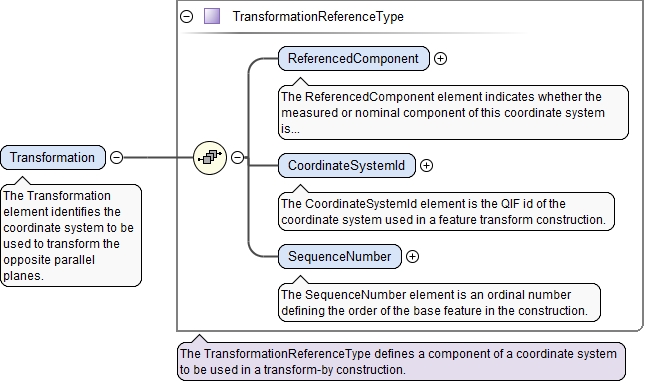 TransformationReferenceType
ReferencedComponent
The ReferencedComponent element indicates whether the
measured or nominal component of this coordinate system
is...
Transformation
The Transformation
element identifies the
coordinate system to be
used to transform the
opposite parallel
planes.
CoordinateSystemId
The CoordinateSystemId element is the QIF id of the
coordinate system used in a feature transform construction.
SequenceNumber
The SequenceNumber element is an ordinal number
defining the order of the base feature in the construction.
The TransformationReferenceType defines a component of a coordinate system
to be used in a transform-by construction.